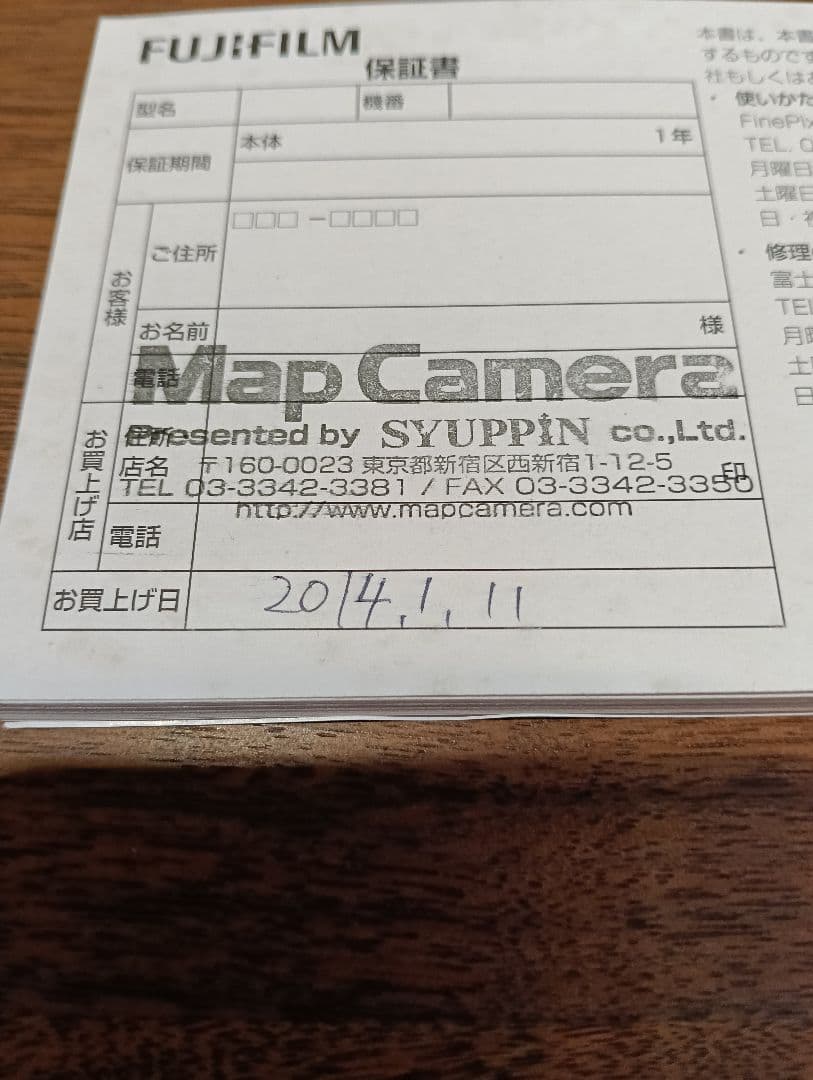 FUJIFILM
保証書
型名 機番
保証期間 本体 1年
お客様
ご住所 □□□-□□□□
お名前 様
電話
Map Camera
お買上げ店
住所
Presented by SYUPPIN co.,Ltd.
店名 〒160-0023 東京都新宿区西新宿1-12-5 印
TEL 03-3342-3381 / FAX 03-3342-3350
http://www.mapcamera.com
電話
お買上げ日 2014.1.11
本書は、本書
するものです
社もしくはお
・ 使いかた
FinePix
TEL. 0
月曜日
土曜日
日・祝
・ 修理
富士
TEL
月曜
土
日